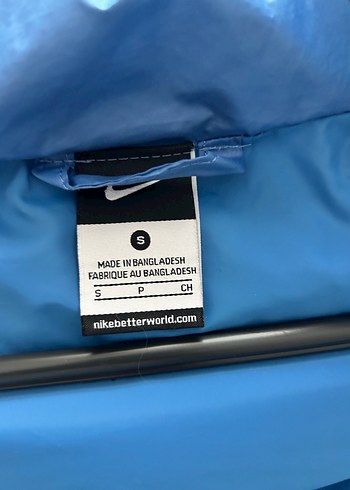 S
MADE IN BANGLADESH
FABRIQUE AU BANGLADESH
S P CH
nikebetterworld.com